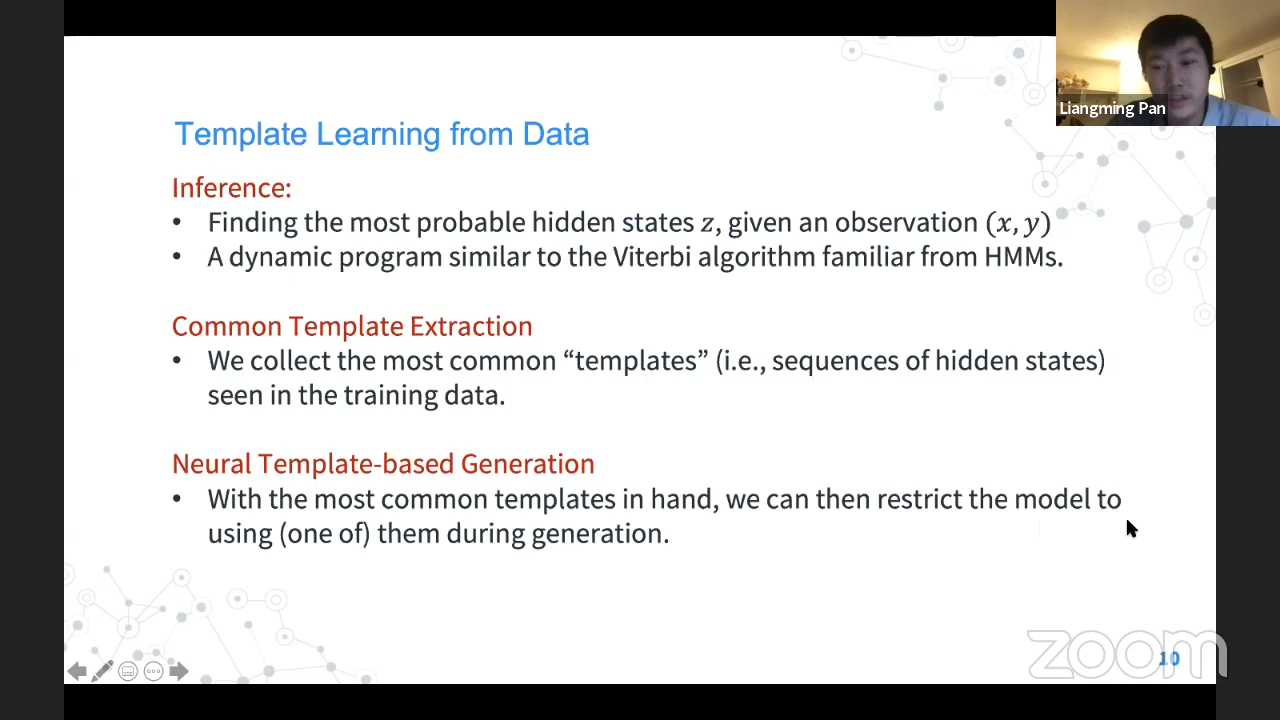 Liangming Pan
Template Learning from Data
Inference:
• Finding the most probable hidden states z, given an observation (x, y)
• A dynamic program similar to the Viterbi algorithm familiar from HMMs.
Common Template Extraction
• We collect the most common “templates” (i.e., sequences of hidden states)
seen in the training data.
Neural Template-based Generation
• With the most common templates in hand, we can then restrict the model to
using (one of) them during generation.
zoom
10